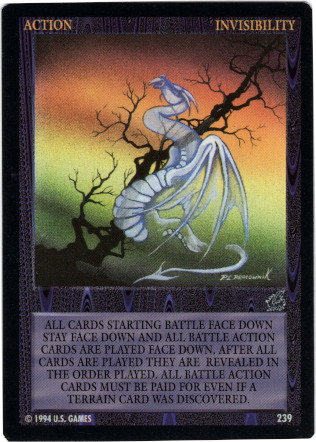 ACTION INVISIBILITY
ALL CARDS STARTING BATTLE FACE DOWN
STAY FACE DOWN AND ALL BATTLE ACTION
CARDS ARE PLAYED FACE DOWN. AFTER ALL
CARDS ARE PLAYED THEY ARE REVEALED IN
THE ORDER PLAYED. ALL BATTLE ACTION
CARDS MUST BE PAID FOR EVEN IF A
TERRAIN CARD WAS DISCOVERED.
© 1994 U.S. GAMES 239